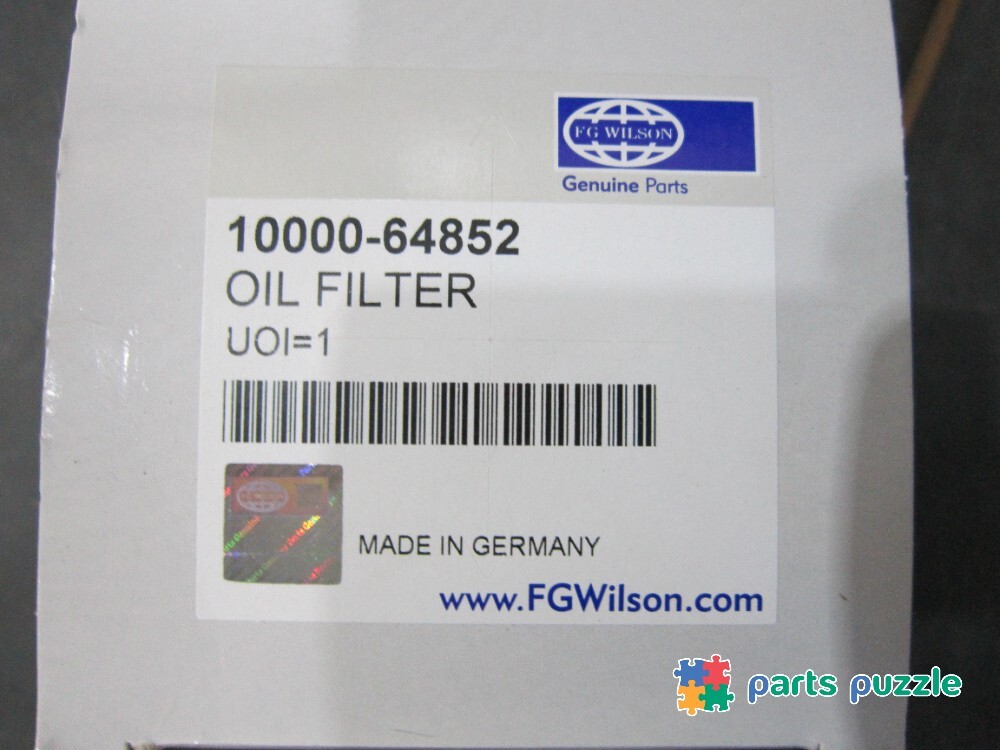 FG WILSON
Genuine Parts
10000-64852
OIL FILTER
UOI=1
MADE IN GERMANY
www.FGWilson.com
parts puzzle